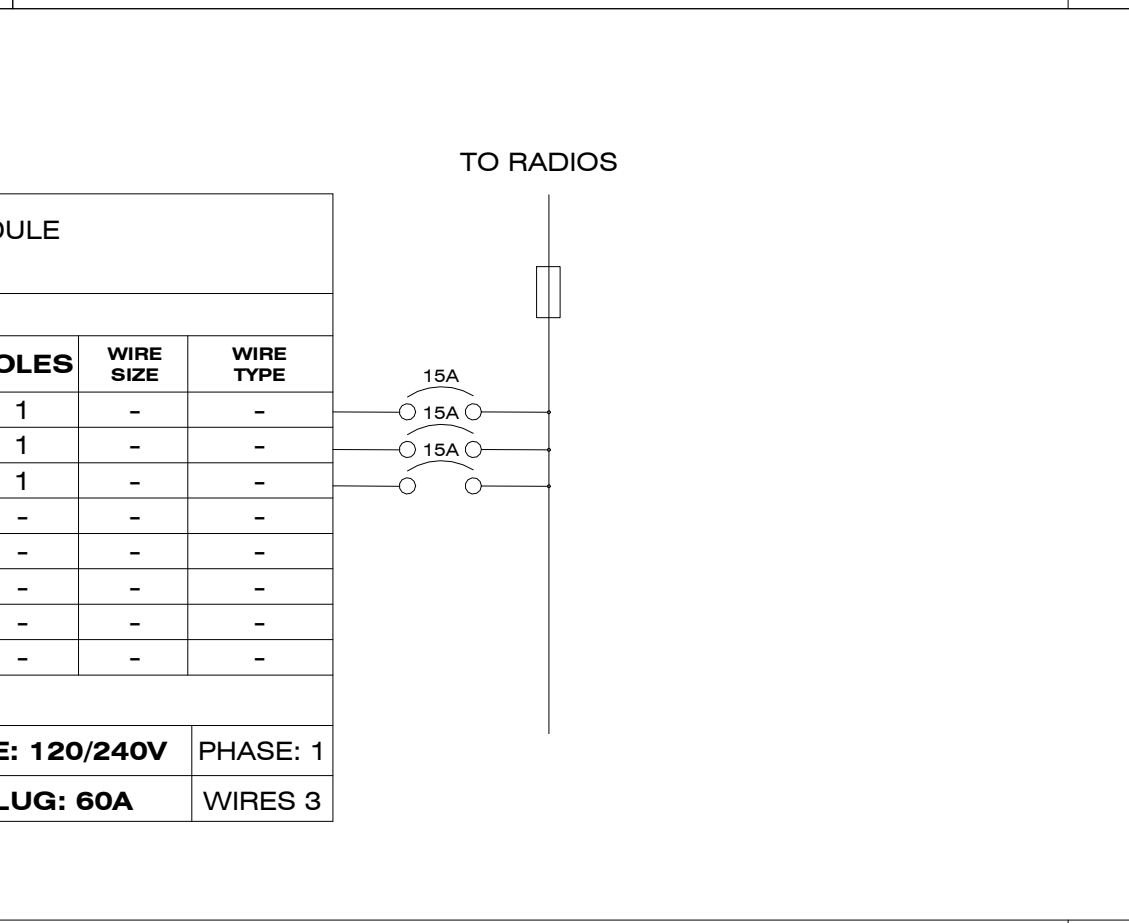 TO RADIOS
DULE
OLES WIRE SIZE WIRE TYPE
1 - -
1 - -
1 - -
- - -
- - -
- - -
- - -
- - -
15A
15A
15A
E: 120/240V PHASE: 1
LUG: 60A WIRES 3